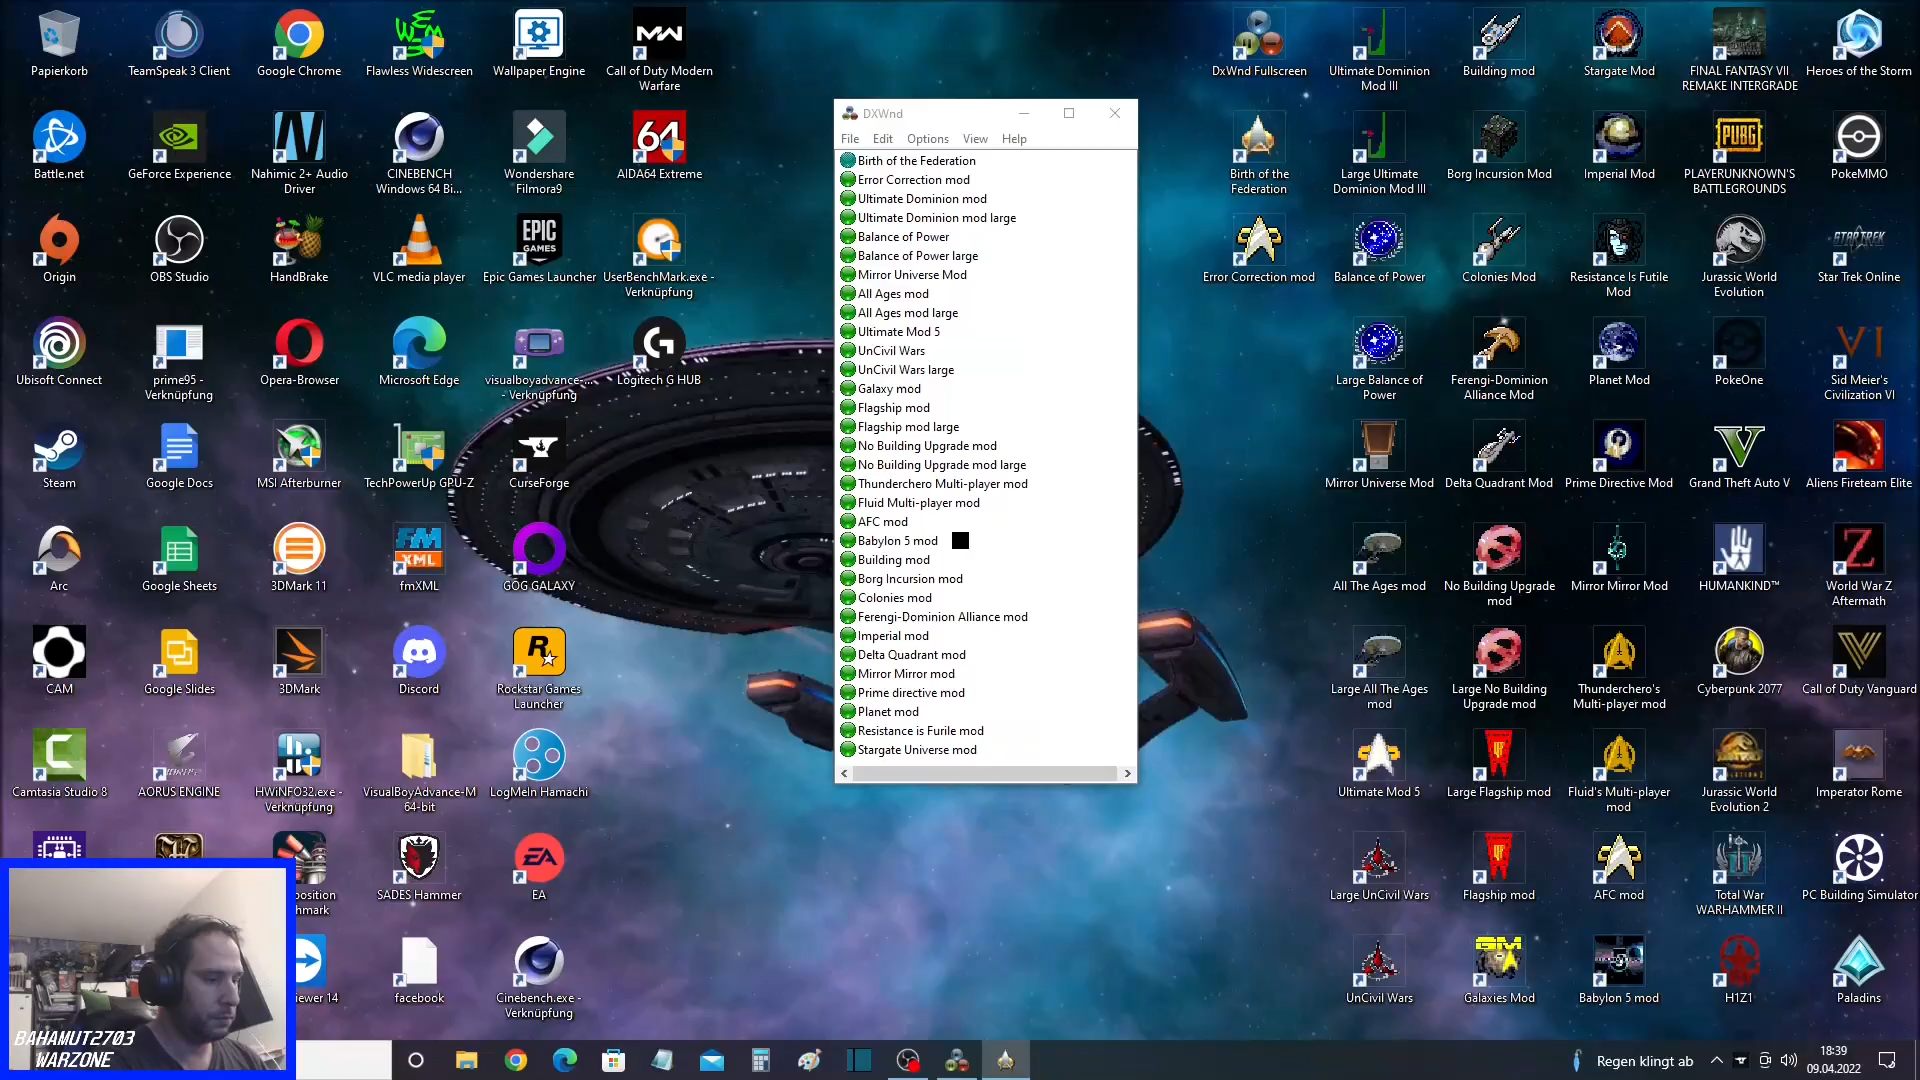 Papierkorb
TeamSpeak 3 Client
Google Chrome
Flawless Widescreen
Wallpaper Engine
Call of Duty Modern
Warfare
DxWnd Fullscreen
Ultimate Dominion
Mod III
Building mod
Stargate Mod
FINAL FANTASY VII
REMAKE INTERGRADE
Heroes of the Storm
Battle.net
GeForce Experience
Nahimic 2+ Audio
Driver
CINEBENCH
Windows 64 Bi...
Wondershare
Filmora9
64
AIDA64 Extreme
Birth of the
Federation
Large Ultimate
Dominion Mod III
Borg Incursion Mod
Imperial Mod
PUBG
PLAYERUNKNOWN'S
BATTLEGROUNDS
PokeMMO
Origin
OBS Studio
HandBrake
VLC media player
EPIC
GAMES
Epic Games Launcher
UserBenchMark.exe -
Verknüpfung
Error Correction mod
Balance of Power
Colonies Mod
Resistance Is Futile
Mod
Jurassic World
Evolution
STAR TREK
Star Trek Online
Ubisoft Connect
prime95 -
Verknüpfung
Opera-Browser
Microsoft Edge
visualboyadvance-...
- Verknüpfung
Logitech G HUB
Large Balance of
Power
Ferengi-Dominion
Alliance Mod
Planet Mod
PokeOne
VI
Sid Meier's
Civilization VI
Steam
Google Docs
MSI Afterburner
TechPowerUp GPU-Z
CurseForge
Mirror Universe Mod
Delta Quadrant Mod
Prime Directive Mod
Grand Theft Auto V
Aliens Fireteam Elite
Arc
Google Sheets
3DMark 11
FM
XML
fmXML
GOG GALAXY
All The Ages mod
No Building Upgrade
mod
Mirror Mirror Mod
HUMANKIND™
World War Z
Aftermath
CAM
Google Slides
3DMark
Discord
Rockstar Games
Launcher
Large All The Ages
mod
Large No Building
Upgrade mod
Thunderchero's
Multi-player mod
Cyberpunk 2077
Call of Duty Vanguard
Camtasia Studio 8
AORUS ENGINE
HWiNFO32.exe -
Verknüpfung
VisualBoyAdvance-M
64-bit
LogMeIn Hamachi
Ultimate Mod 5
Large Flagship mod
Fluid's Multi-player
mod
Jurassic World
Evolution 2
Imperator Rome
position
hmark
SADES Hammer
EA
EA
Large UnCivil Wars
Flagship mod
AFC mod
Total War
WARHAMMER II
PC Building Simulator
iewer 14
facebook
Cinebench.exe -
Verknüpfung
UnCivil Wars
GM
Galaxies Mod
Babylon 5 mod
H1Z1
Paladins
DXWnd
File Edit Options View Help
Birth of the Federation
Error Correction mod
Ultimate Dominion mod
Ultimate Dominion mod large
Balance of Power
Balance of Power large
Mirror Universe Mod
All Ages mod
All Ages mod large
Ultimate Mod 5
UnCivil Wars
UnCivil Wars large
Galaxy mod
Flagship mod
Flagship mod large
No Building Upgrade mod
No Building Upgrade mod large
Thunderchero Multi-player mod
Fluid Multi-player mod
AFC mod
Babylon 5 mod
Building mod
Borg Incursion mod
Colonies mod
Ferengi-Dominion Alliance mod
Imperial mod
Delta Quadrant mod
Mirror Mirror mod
Prime directive mod
Planet mod
Resistance is Furile mod
Stargate Universe mod
BAHAMUT2703
WARZONE
Regen klingt ab
18:39
09.04.2022